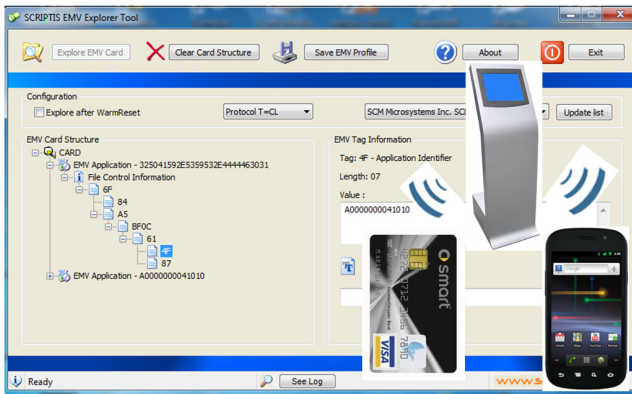 SCRIPTIS EMV Explorer Tool
Explore EMV Card
Clear Card Structure
Save EMV Profile
About
Exit
Configuration
Explore after WarmReset
Protocol T=CL
SCM Microsystems Inc. SC
Update list
EMV Card Structure
CARD
EMV Application - 325041592E5359532E4444463031
File Control Information
6F
84
A5
BF0C
61
4F
87
EMV Application - A0000000041010
EMV Tag Information
Tag: 4F - Application Identifier
Length: 07
Value :
A0000000041010
smart
VISA
Google
Ready
See Log
www.s